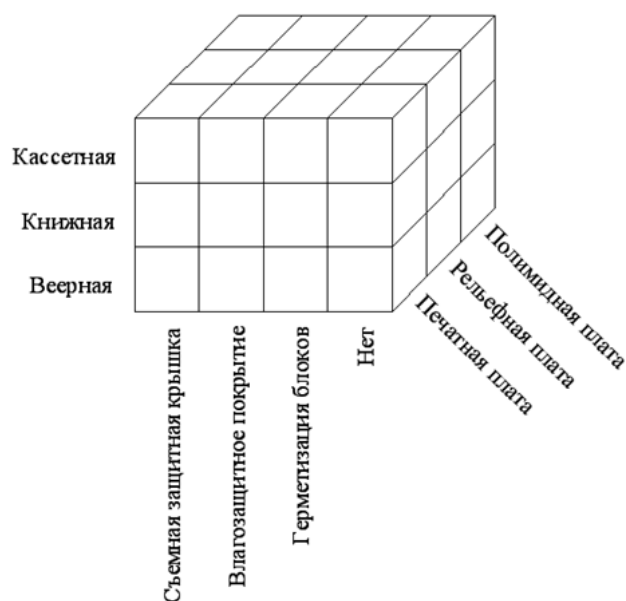 Кассетная
Книжная
Веерная
Съемная защитная крышка
Влагозащитное покрытие
Герметизация блоков
Нет
Печатная плата
Рельефная плата
Полимидная плата